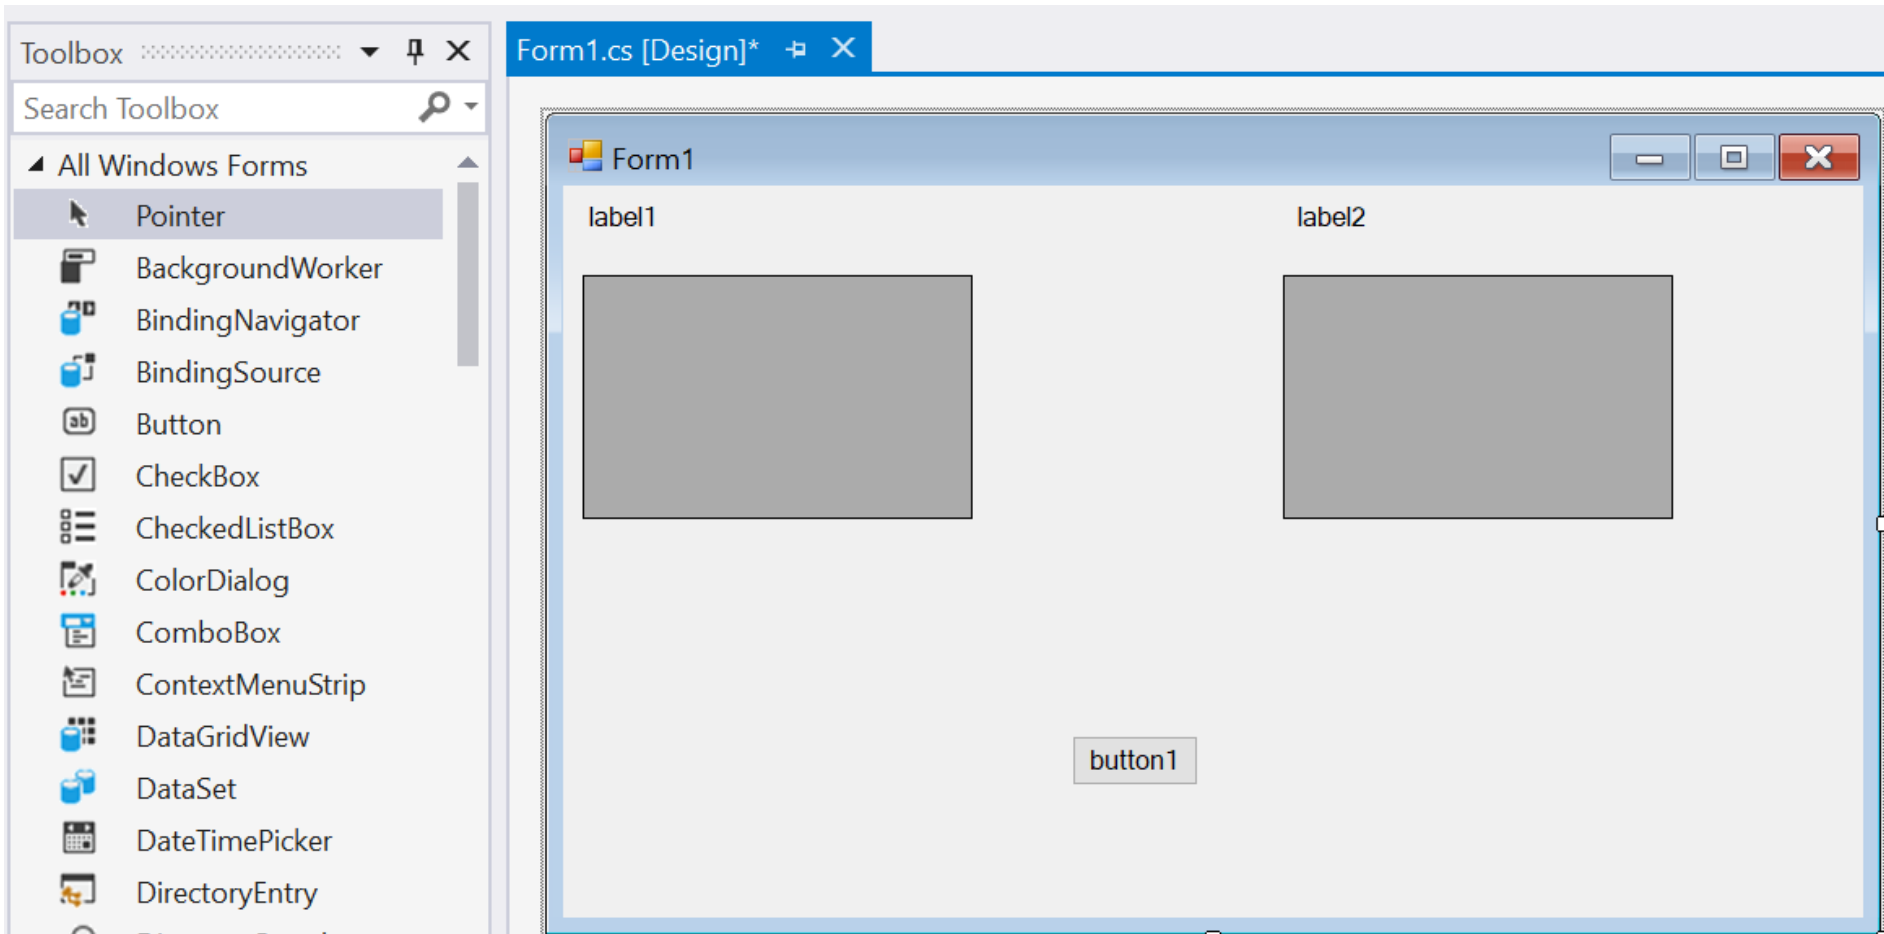 Toolbox
Search Toolbox
All Windows Forms
Pointer
BackgroundWorker
BindingNavigator
BindingSource
Button
CheckBox
CheckedListBox
ColorDialog
ComboBox
ContextMenuStrip
DataGridView
DataSet
DateTimePicker
DirectoryEntry
Form1.cs [Design]*
Form1
label1
label2
button1